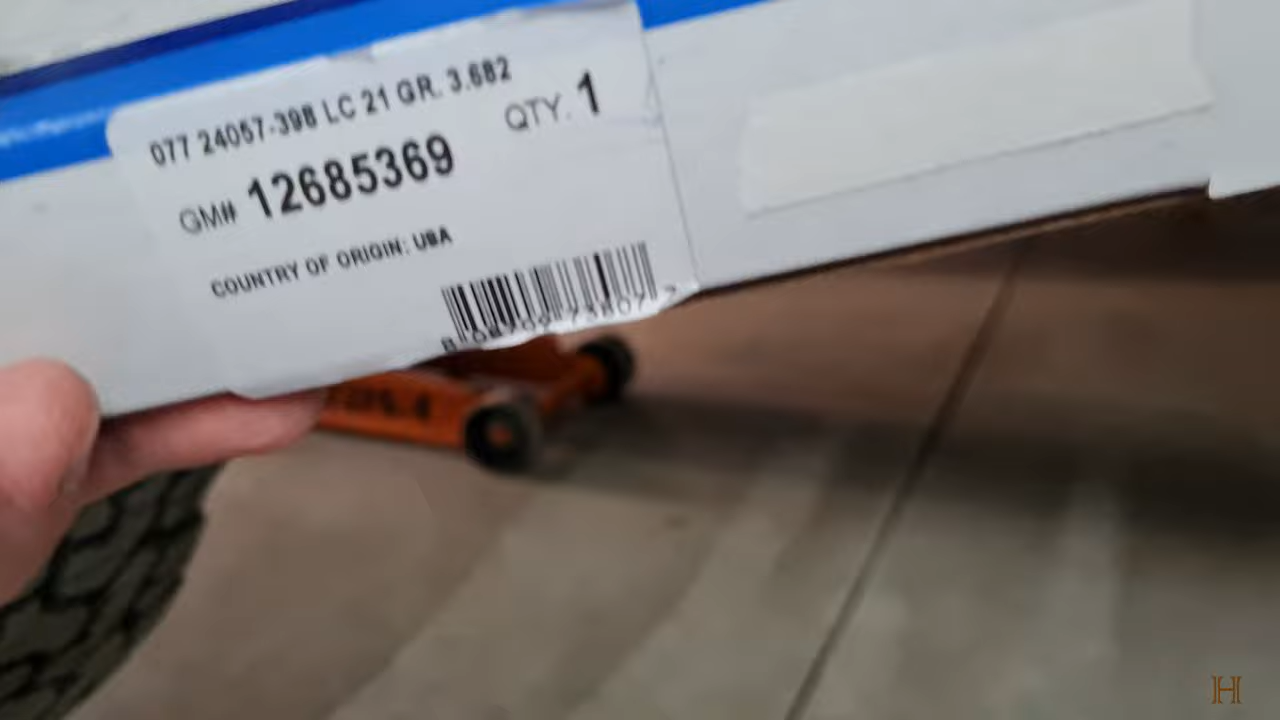 077 24057-398 LC 21 GR. 3.682
QTY. 1
GM# 12685369
COUNTRY OF ORIGIN: USA
H